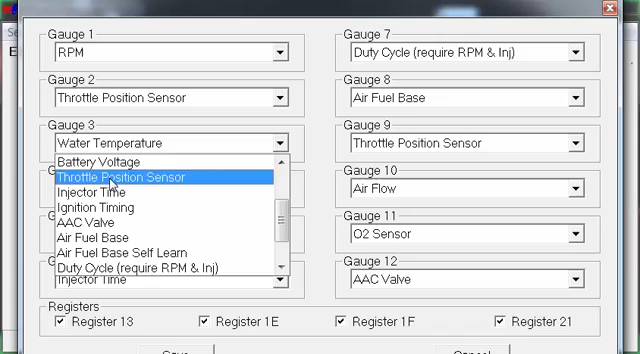 Gauge 1
RPM
Gauge 2
Throttle Position Sensor
Gauge 3
Water Temperature
Battery Voltage
Throttle Position Sensor
Injector Time
Ignition Timing
AAC Valve
Air Fuel Base
Air Fuel Base Self Learn
Duty Cycle (require RPM & Inj)
Injector Time
Gauge 7
Duty Cycle (require RPM & Inj)
Gauge 8
Air Fuel Base
Gauge 9
Throttle Position Sensor
Gauge 10
Air Flow
Gauge 11
O2 Sensor
Gauge 12
AAC Valve
Registers
Register 13
Register 1E
Register 1F
Register 21
Save
Cancel